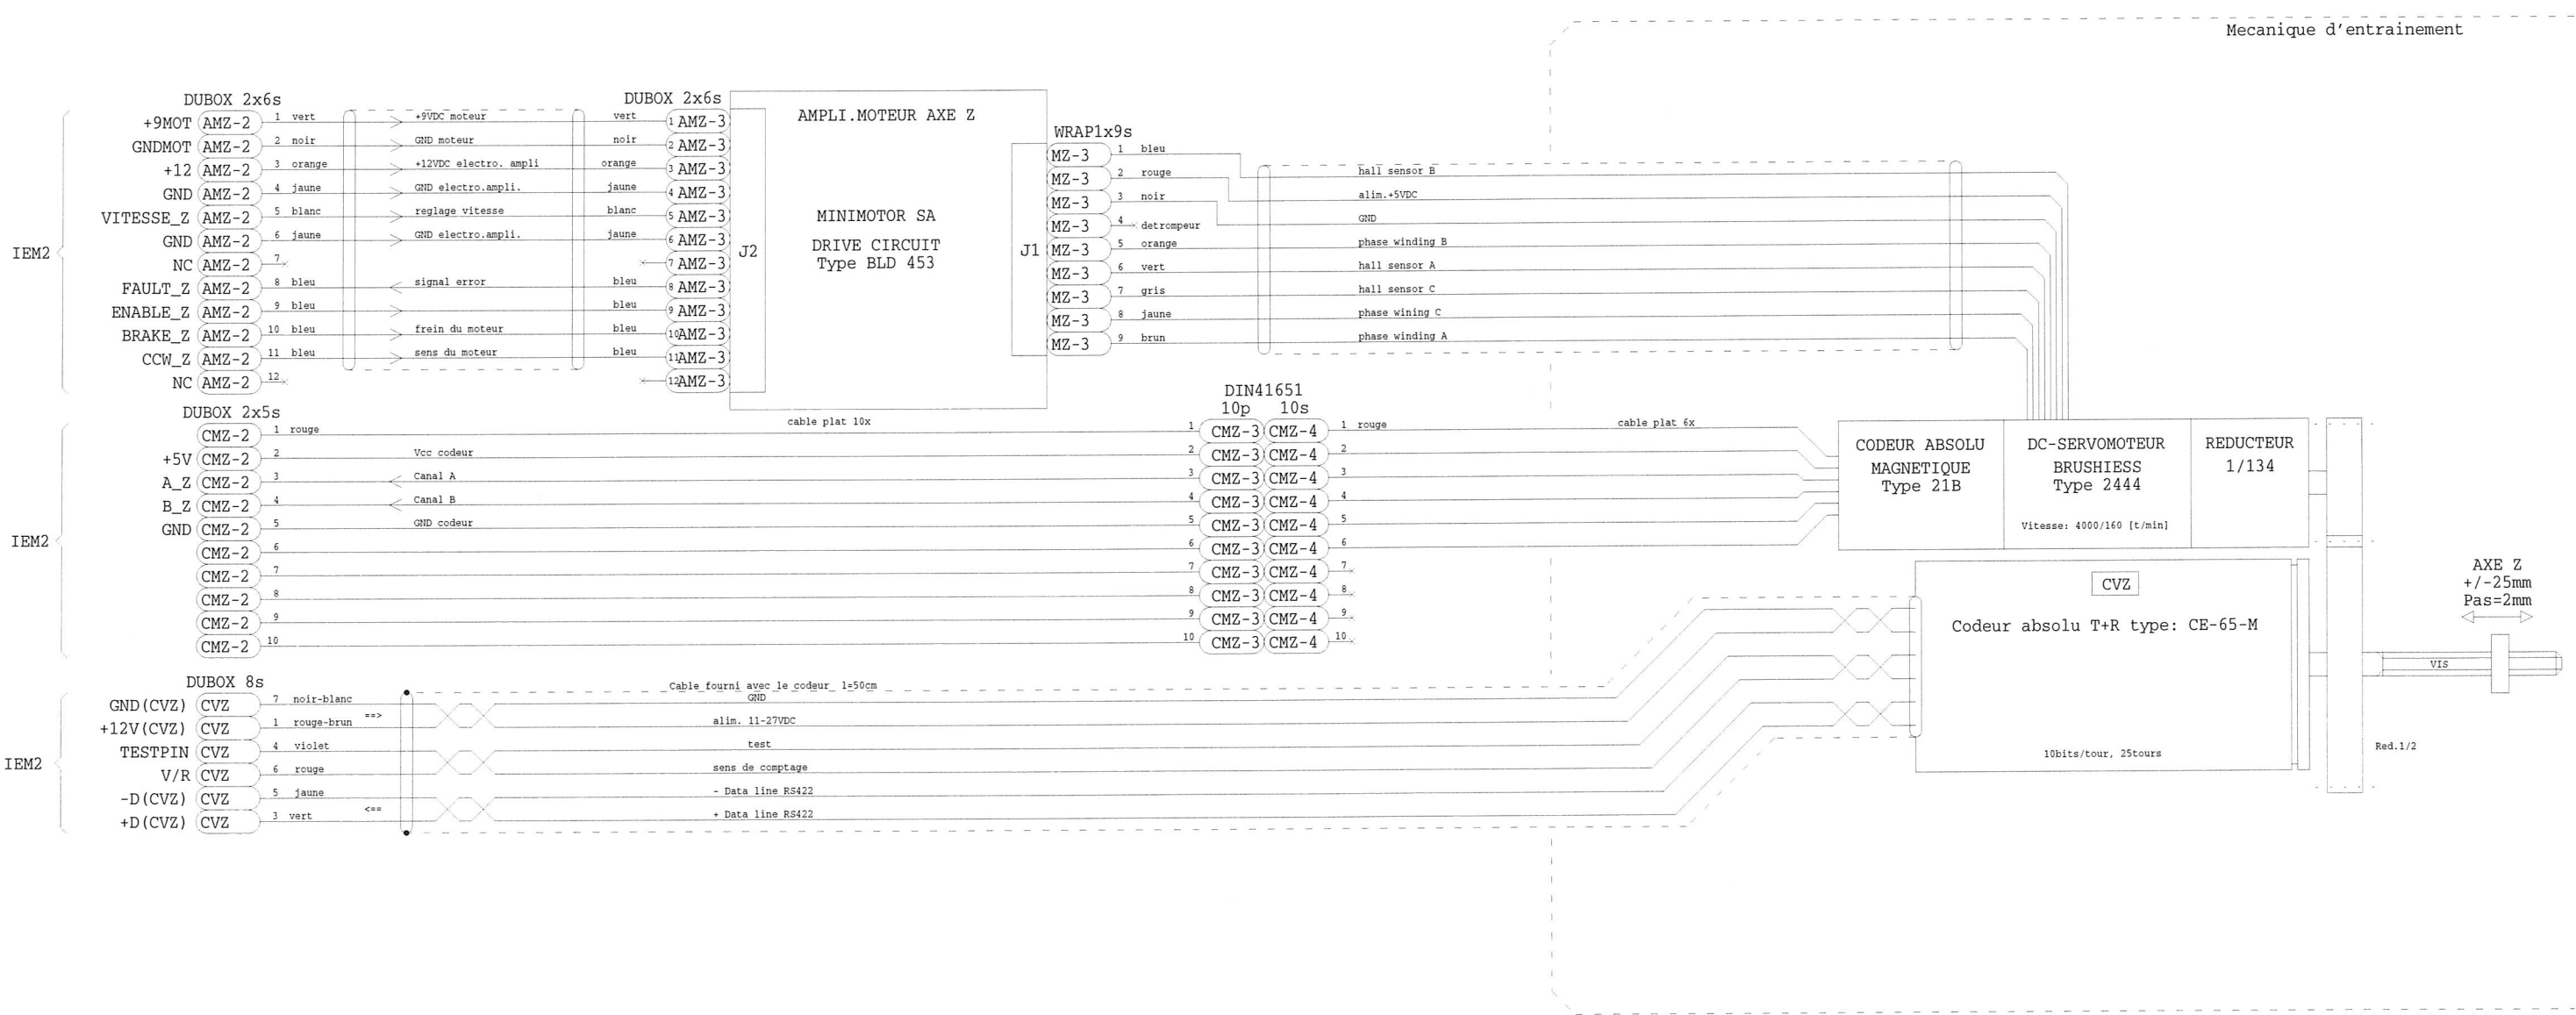 Mecanique d'entrainement
DUBOX 2x6s
+9MOT AMZ-2 1 vert +9VDC moteur vert 1 AMZ-3
GNDMOT AMZ-2 2 noir GND moteur noir 2 AMZ-3
+12 AMZ-2 3 orange +12VDC electro. ampli orange 3 AMZ-3
GND AMZ-2 4 jaune GND electro.ampli. jaune 4 AMZ-3
VITESSE_Z AMZ-2 5 blanc reglage vitesse blanc 5 AMZ-3
GND AMZ-2 6 jaune GND electro.ampli. jaune 6 AMZ-3
NC AMZ-2 7 7 AMZ-3
FAULT_Z AMZ-2 8 bleu signal error bleu 8 AMZ-3
ENABLE_Z AMZ-2 9 bleu bleu 9 AMZ-3
BRAKE_Z AMZ-2 10 bleu frein du moteur bleu 10 AMZ-3
CCW_Z AMZ-2 11 bleu sens du moteur bleu 11 AMZ-3
NC AMZ-2 12 12 AMZ-3
IEM2
DUBOX 2x6s
J2
AMPLI.MOTEUR AXE Z
MINIMOTOR SA
DRIVE CIRCUIT
Type BLD 453
J1
WRAP1x9s
MZ-3 1 bleu hall sensor B
MZ-3 2 rouge alim.+5VDC
MZ-3 3 noir GND
MZ-3 4 detrompeur
MZ-3 5 orange phase winding B
MZ-3 6 vert hall sensor A
MZ-3 7 gris hall sensor C
MZ-3 8 jaune phase wining C
MZ-3 9 brun phase winding A
DUBOX 2x5s
DIN41651
10p 10s
CMZ-2 1 rouge cable plat 10x 1 CMZ-3 CMZ-4 1 rouge cable plat 6x
+5V CMZ-2 2 Vcc codeur 2 CMZ-3 CMZ-4 2
A_Z CMZ-2 3 Canal A 3 CMZ-3 CMZ-4 3
B_Z CMZ-2 4 Canal B 4 CMZ-3 CMZ-4 4
GND CMZ-2 5 GND codeur 5 CMZ-3 CMZ-4 5
CMZ-2 6 6 CMZ-3 CMZ-4 6
CMZ-2 7 7 CMZ-3 CMZ-4 7
CMZ-2 8 8 CMZ-3 CMZ-4 8
CMZ-2 9 9 CMZ-3 CMZ-4 9
CMZ-2 10 10 CMZ-3 CMZ-4 10
IEM2
CODEUR ABSOLU
MAGNETIQUE
Type 21B
DC-SERVOMOTEUR
BRUSHIESS
Type 2444
Vitesse: 4000/160 [t/min]
REDUCTEUR
1/134
CVZ
Codeur absolu T+R type: CE-65-M
10bits/tour, 25tours
AXE Z
+/-25mm
Pas=2mm
VIS
Red.1/2
DUBOX 8s
Cable fourni avec le codeur l=50cm
GND(CVZ) CVZ 7 noir-blanc GND
==>
+12V(CVZ) CVZ 1 rouge-brun alim. 11-27VDC
TESTPIN CVZ 4 violet test
V/R CVZ 6 rouge sens de comptage
-D(CVZ) CVZ 5 jaune - Data line RS422
<==
+D(CVZ) CVZ 3 vert + Data line RS422
IEM2